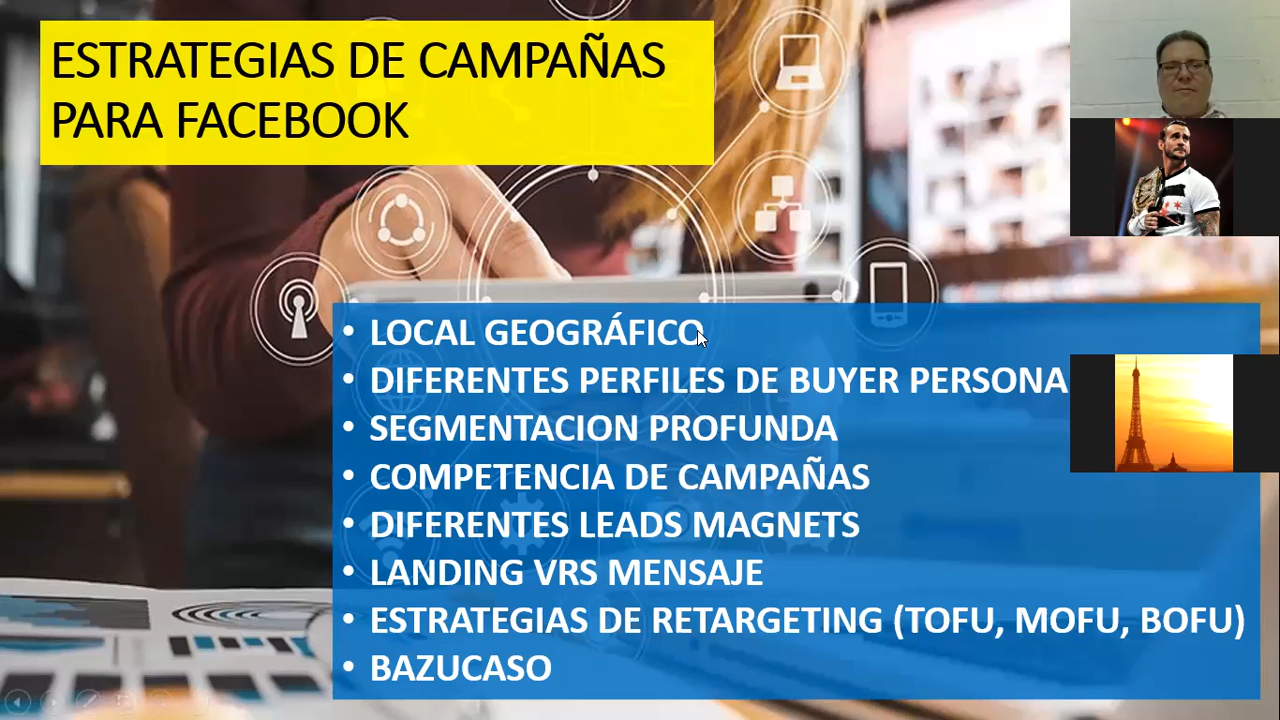 ESTRATEGIAS DE CAMPAÑAS
PARA FACEBOOK
• LOCAL GEOGRÁFICO
• DIFERENTES PERFILES DE BUYER PERSONA
• SEGMENTACION PROFUNDA
• COMPETENCIA DE CAMPAÑAS
• DIFERENTES LEADS MAGNETS
• LANDING VRS MENSAJE
• ESTRATEGIAS DE RETARGETING (TOFU, MOFU, BOFU)
• BAZUCASO